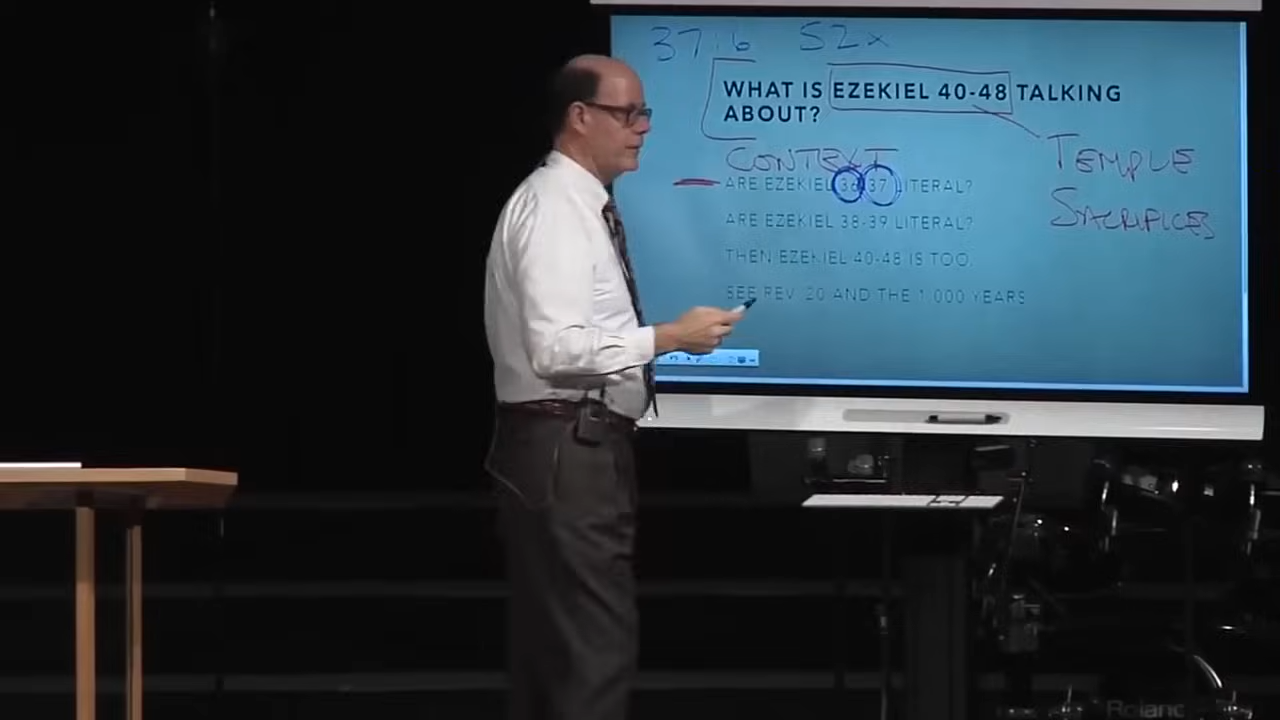 37:6 52x
WHAT IS EZEKIEL 40-48 TALKING
ABOUT?
CONTEXT
TEMPLE
ARE EZEKIEL 36-37 LITERAL?
SACRIFICES
ARE EZEKIEL 38-39 LITERAL?
THEN EZEKIEL 40-48 IS TOO.
SEE REV. 20 AND THE 1,000 YEARS
Roland